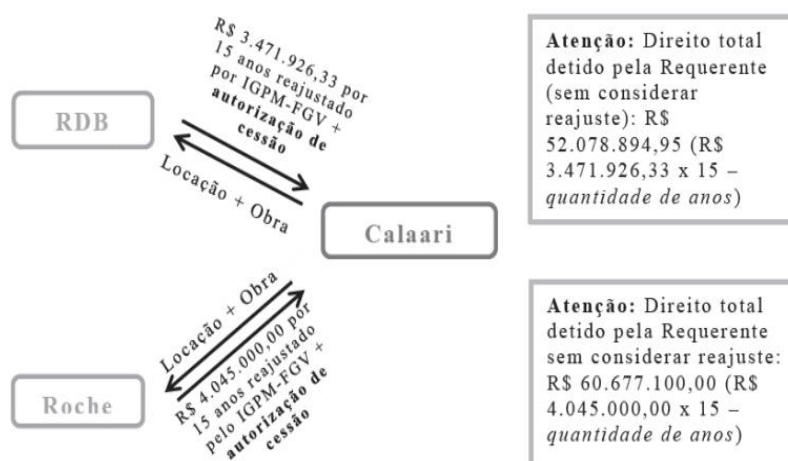 R$ 3.471.926,33 por
15 anos reajustado
por IGPM-FGV +
autorização de
cessão
RDB
Locação + Obra
Calaari
Atenção: Direito total
detido pela Requerente
(sem considerar
reajuste): R$
52.078.894,95 (R$
3.471.926,33 x 15 –
quantidade de anos)
Locação + Obra
R$ 4.045.000,00 por
15 anos reajustado
pelo IGPM-FGV +
autorização de
cessão
Roche
Atenção: Direito total
detido pela Requerente
sem considerar reajuste:
R$ 60.677.100,00 (R$
4.045.000,00 x 15 –
quantidade de anos)